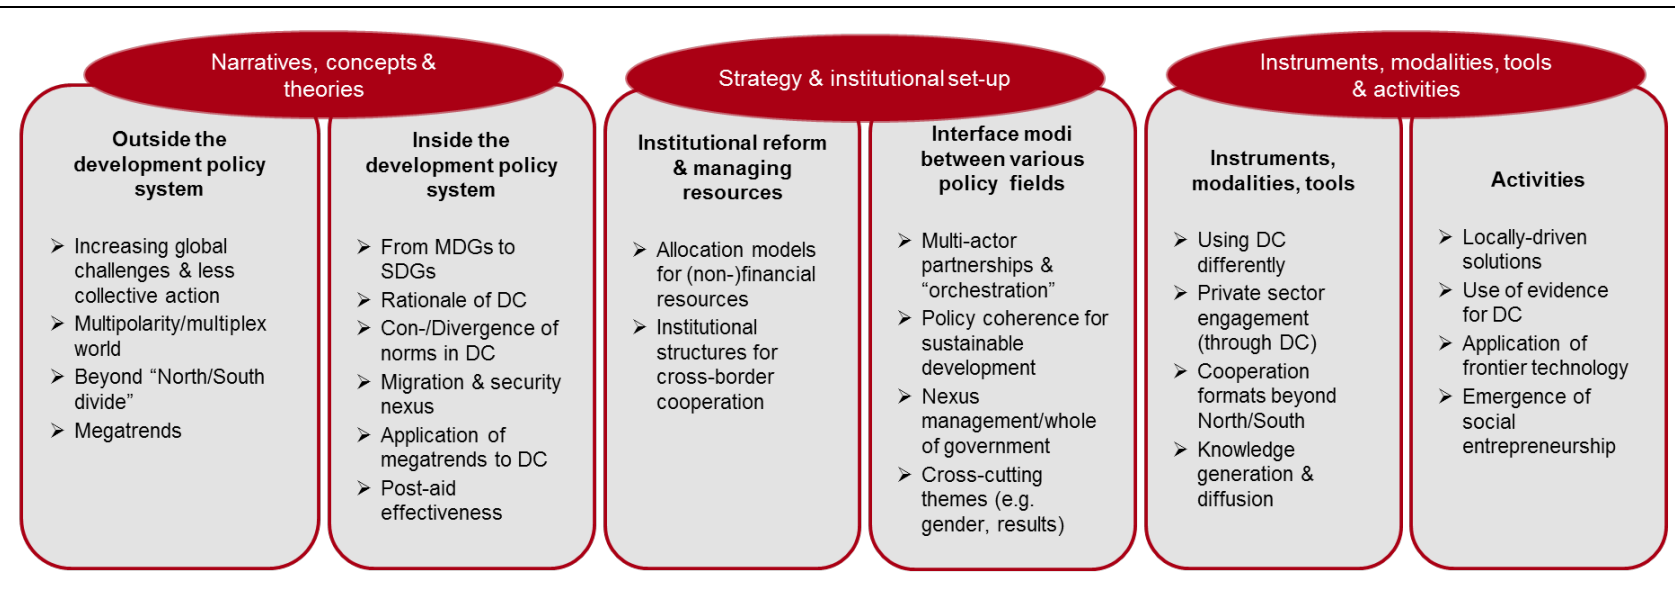 Narratives, concepts &
theories
Outside the
development policy
system
➢ Increasing global
challenges & less
collective action
➢ Multipolarity/multiplex
world
➢ Beyond “North/South
divide”
➢ Megatrends
Inside the
development policy
system
➢ From MDGs to
SDGs
➢ Rationale of DC
➢ Con-/Divergence of
norms in DC
➢ Migration & security
nexus
➢ Application of
megatrends to DC
➢ Post-aid
effectiveness
Strategy & institutional set-up
Institutional reform
& managing
resources
➢ Allocation models
for (non-)financial
resources
➢ Institutional
structures for
cross-border
cooperation
Interface modi
between various
policy fields
➢ Multi-actor
partnerships &
“orchestration”
➢ Policy coherence for
sustainable
development
➢ Nexus
management/whole
of government
➢ Cross-cutting
themes (e.g.
gender, results)
Instruments, modalities, tools
& activities
Instruments,
modalities, tools
➢ Using DC
differently
➢ Private sector
engagement
(through DC)
➢ Cooperation
formats beyond
North/South
➢ Knowledge
generation &
diffusion
Activities
➢ Locally-driven
solutions
➢ Use of evidence
for DC
➢ Application of
frontier technology
➢ Emergence of
social
entrepreneurship